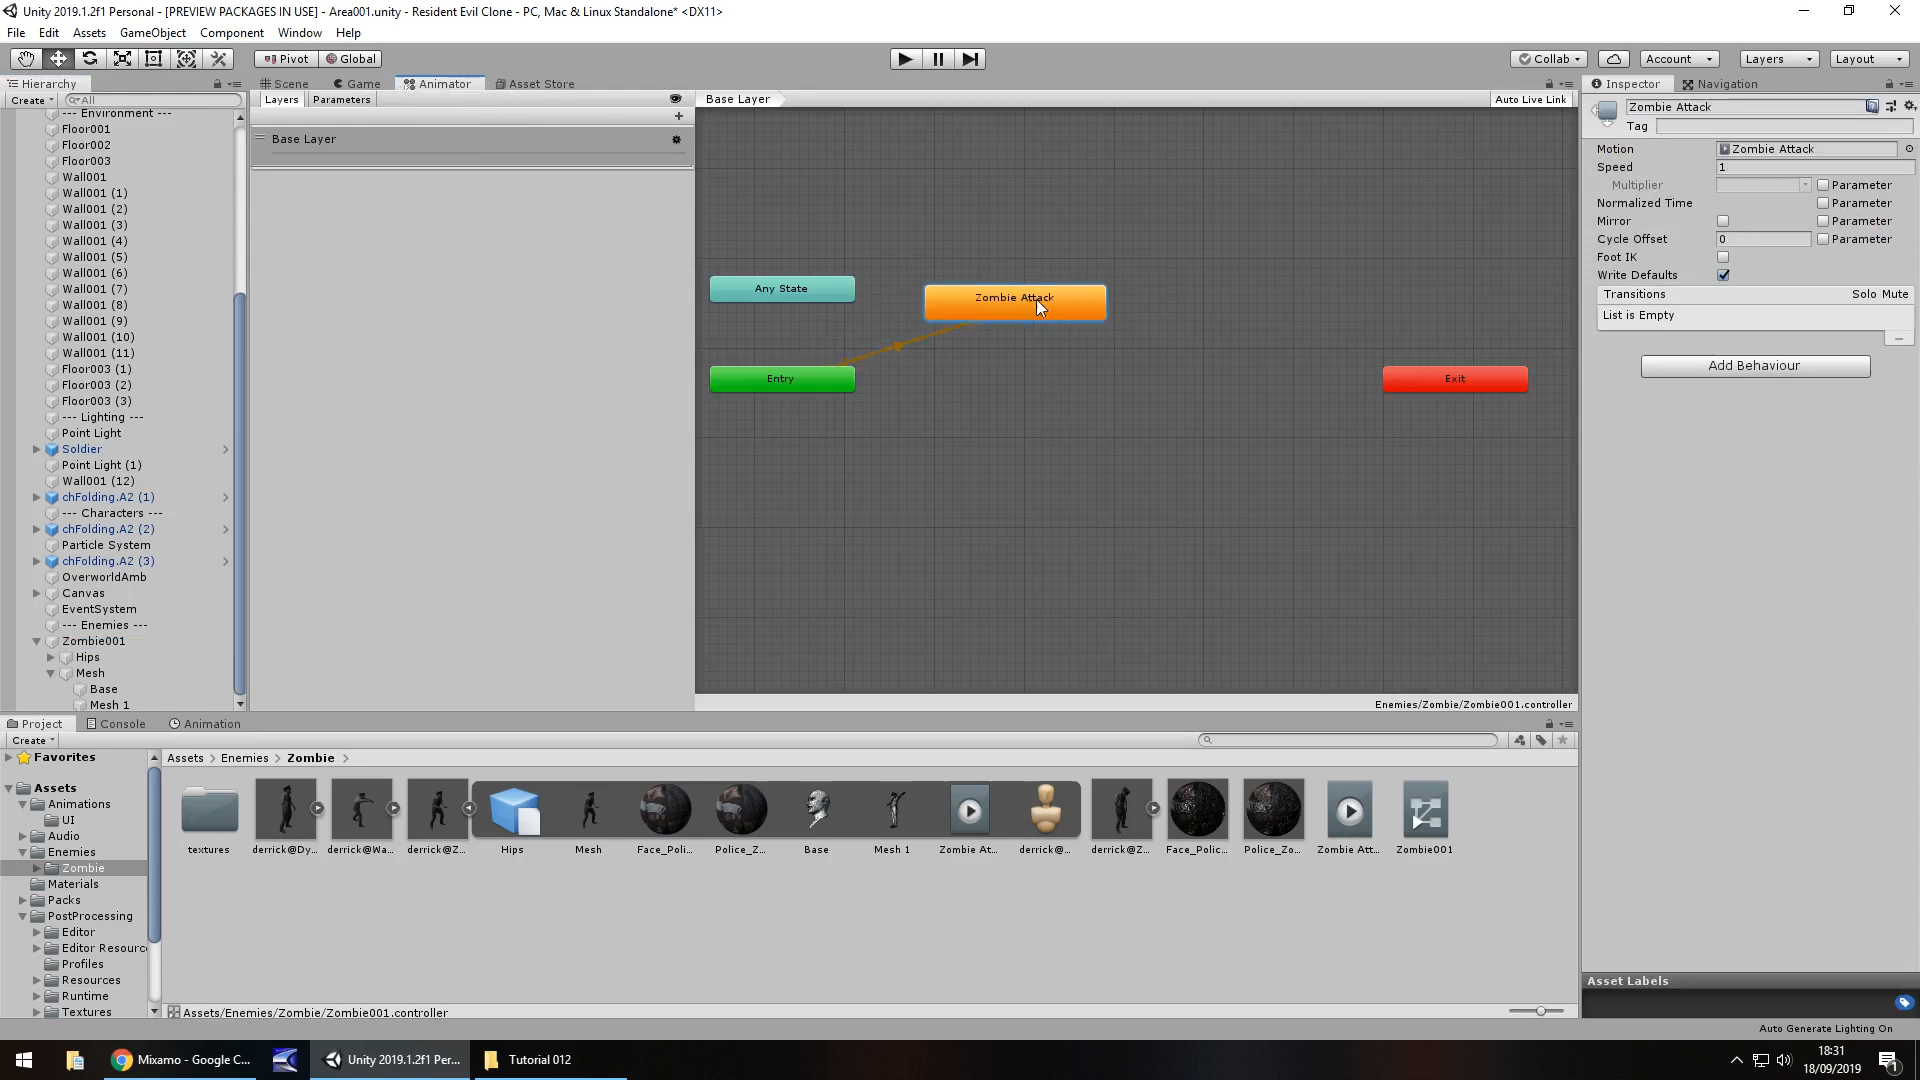 Unity 2019.1.2f1 Personal - [PREVIEW PACKAGES IN USE] - Area001.unity - Resident Evil Clone - PC, Mac & Linux Standalone* <DX11>
File Edit Assets GameObject Component Window Help
Pivot Global Collab Account Layers Layout
Hierarchy Scene Game Animator Asset Store Inspector Navigation
Create All Layers Parameters Base Layer Auto Live Link Zombie Attack
Tag
--- Environment ---
Floor001
Floor002
Floor003
Wall001
Wall001 (1)
Wall001 (2)
Wall001 (3)
Wall001 (4)
Wall001 (5)
Wall001 (6)
Wall001 (7)
Wall001 (8)
Wall001 (9)
Wall001 (10)
Wall001 (11)
Floor003 (1)
Floor003 (2)
Floor003 (3)
--- Lighting ---
Point Light
Soldier
Point Light (1)
Wall001 (12)
chFolding.A2 (1)
--- Characters ---
chFolding.A2 (2)
Particle System
chFolding.A2 (3)
OverworldAmb
Canvas
EventSystem
--- Enemies ---
Zombie001
Hips
Mesh
Base
Mesh 1
Base Layer
Any State
Zombie Attack
Entry
Exit
Enemies/Zombie/Zombie001.controller
Motion Zombie Attack
Speed 1
Multiplier Parameter
Normalized Time Parameter
Mirror Parameter
Cycle Offset 0 Parameter
Foot IK
Write Defaults
Transitions Solo Mute
List is Empty
Add Behaviour
Asset Labels
Project Console Animation
Create
Favorites
Assets
Animations
UI
Audio
Enemies
Zombie
Materials
Packs
PostProcessing
Editor
Editor Resourc
Profiles
Resources
Runtime
Textures
Assets > Enemies > Zombie >
textures derrick@Dy... derrick@Wa... derrick@Z... Hips Mesh Face_Poli... Police_Z... Base Mesh 1 Zombie At... derrick@... derrick@Z... Face_Polic... Police_Zo... Zombie Att... Zombie001
Assets/Enemies/Zombie/Zombie001.controller
Auto Generate Lighting On
Mixamo - Google C... Unity 2019.1.2f1 Per... Tutorial 012
18:31
18/09/2019
1